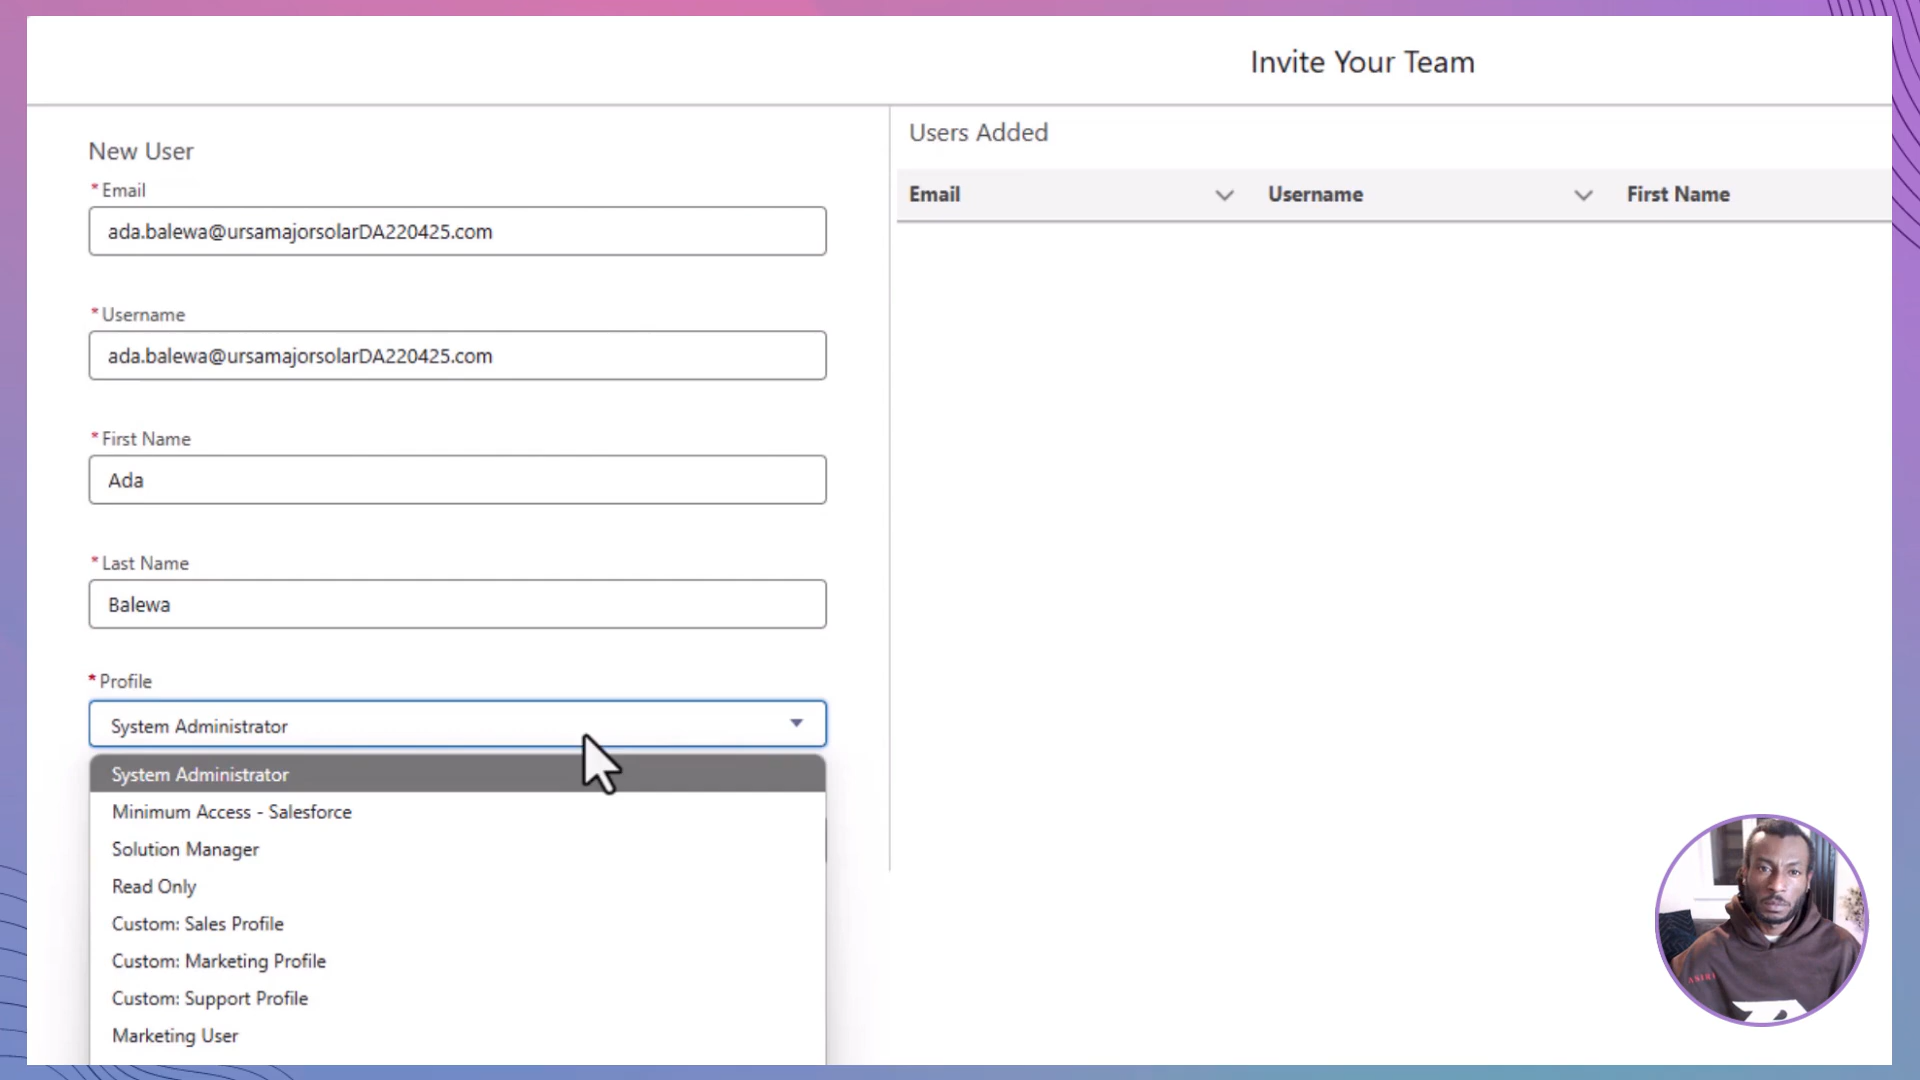 Invite Your Team
New User
*Email
ada.balewa@ursamajorsolarDA220425.com
*Username
ada.balewa@ursamajorsolarDA220425.com
*First Name
Ada
*Last Name
Balewa
*Profile
System Administrator
System Administrator
Minimum Access - Salesforce
Solution Manager
Read Only
Custom: Sales Profile
Custom: Marketing Profile
Custom: Support Profile
Marketing User
Users Added
Email Username First Name